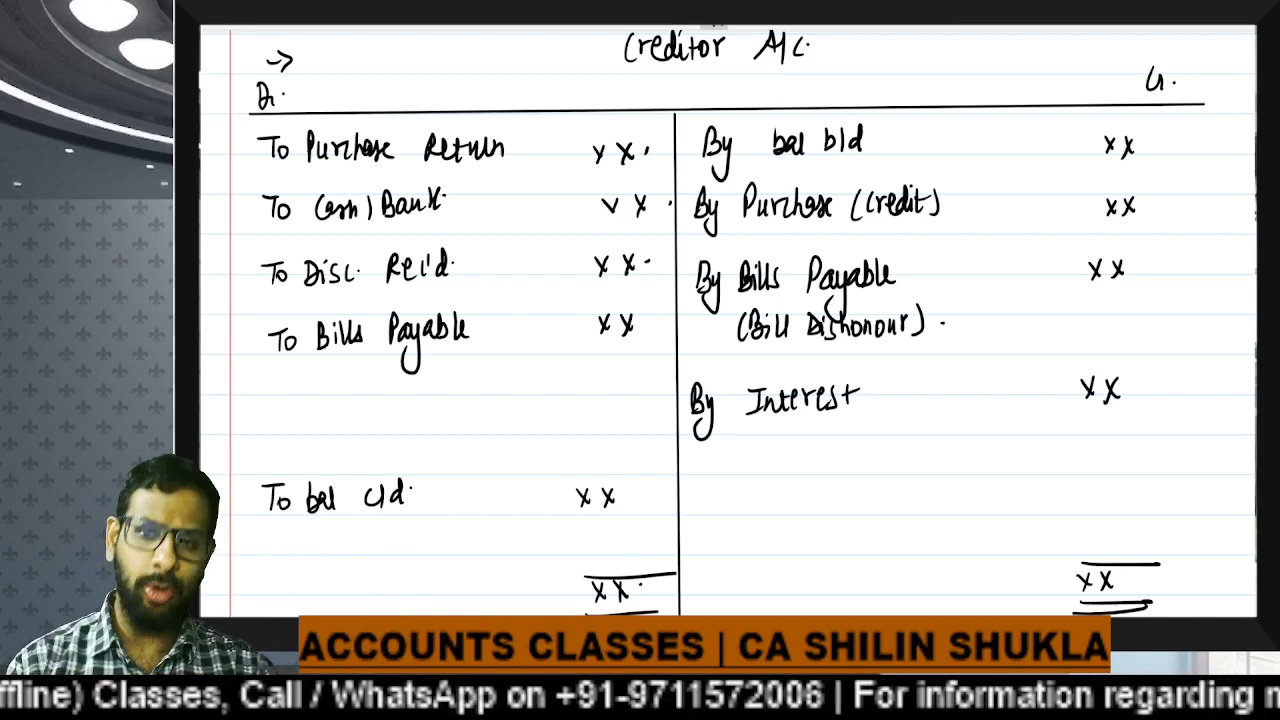 Creditor A/c.
Dr.
Cr.
To Purchase Return xx.
To Cash/Bank. xx.
To Disc. Rec'd. xx.
To Bills Payable xx
To bal c/d. xx
xx.
By bal b/d xx
By Purchase (Credit) xx
By Bills Payable xx
(Bill Dishonour).
By Interest xx
xx
ACCOUNTS CLASSES | CA SHILIN SHUKLA
ffline) Classes, Call / WhatsApp on +91-9711572006 | For information regarding